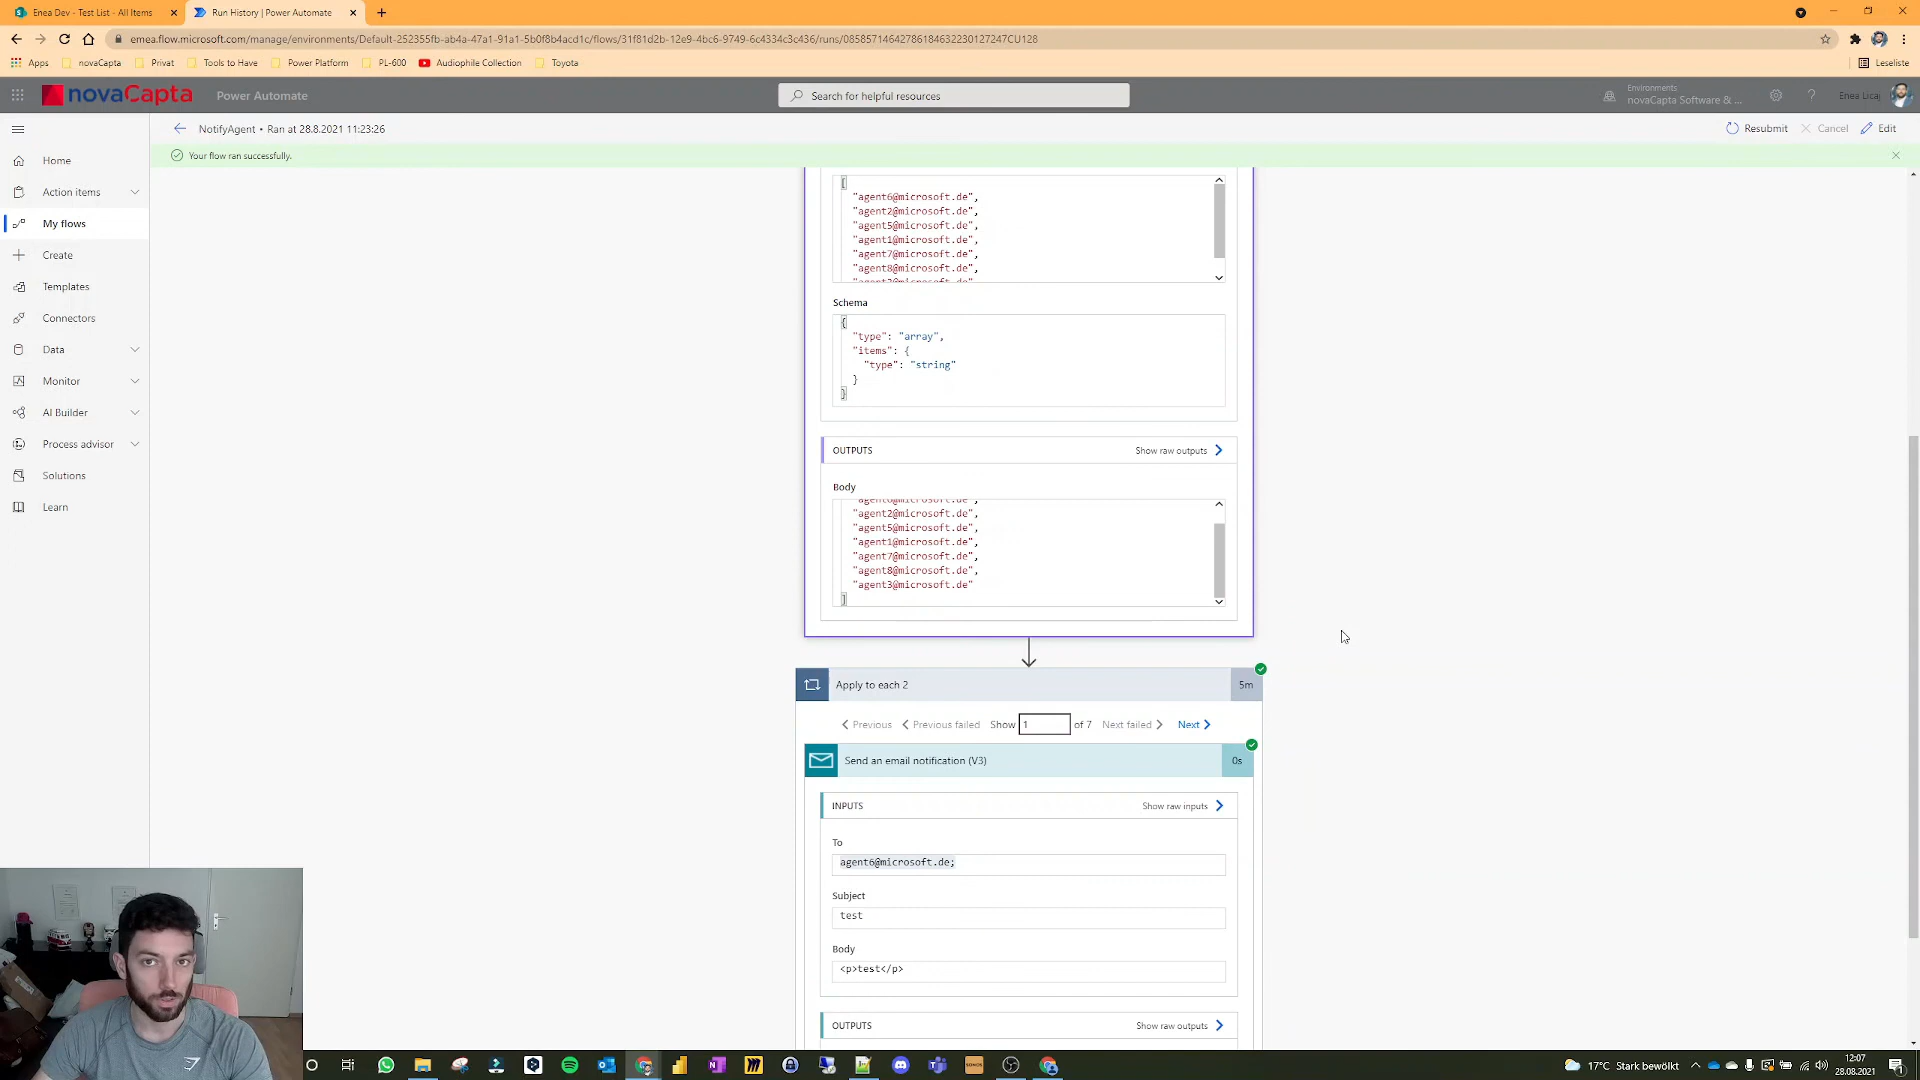 Enea Dev - Test List - All Items
Run History | Power Automate
emea.flow.microsoft.com/manage/environments/Default-252355fb-ab4a-47a1-91a1-5b0f8b4acd1c/flows/31f81d2b-12e9-4bc6-9749-6c4334c3c436/runs/08585714642786184632230127247CU128
Apps
novaCapta
Privat
Tools to Have
Power Platform
PL-600
Audiophile Collection
Toyota
Leseliste
novaCapta
Power Automate
Search for helpful resources
Environments
novaCapta Software & ...
Enea Licaj
NotifyAgent • Ran at 28.8.2021 11:23:26
Resubmit
Cancel
Edit
Your flow ran successfully.
Home
Action items
My flows
Create
Templates
Connectors
Data
Monitor
AI Builder
Process advisor
Solutions
Learn
[
"agent6@microsoft.de",
"agent2@microsoft.de",
"agent5@microsoft.de",
"agent1@microsoft.de",
"agent7@microsoft.de",
"agent8@microsoft.de",
Schema
{
"type": "array",
"items": {
"type": "string"
}
}
OUTPUTS
Show raw outputs
Body
"agent6@microsoft.de",
"agent2@microsoft.de",
"agent5@microsoft.de",
"agent1@microsoft.de",
"agent7@microsoft.de",
"agent8@microsoft.de",
"agent3@microsoft.de"
]
Apply to each 2
5m
Previous
Previous failed
Show
1
of 7
Next failed
Next
Send an email notification (V3)
0s
INPUTS
Show raw inputs
To
agent6@microsoft.de;
Subject
test
Body
<p>test</p>
OUTPUTS
Show raw outputs
17°C Stark bewölkt
12:07
28.08.2021